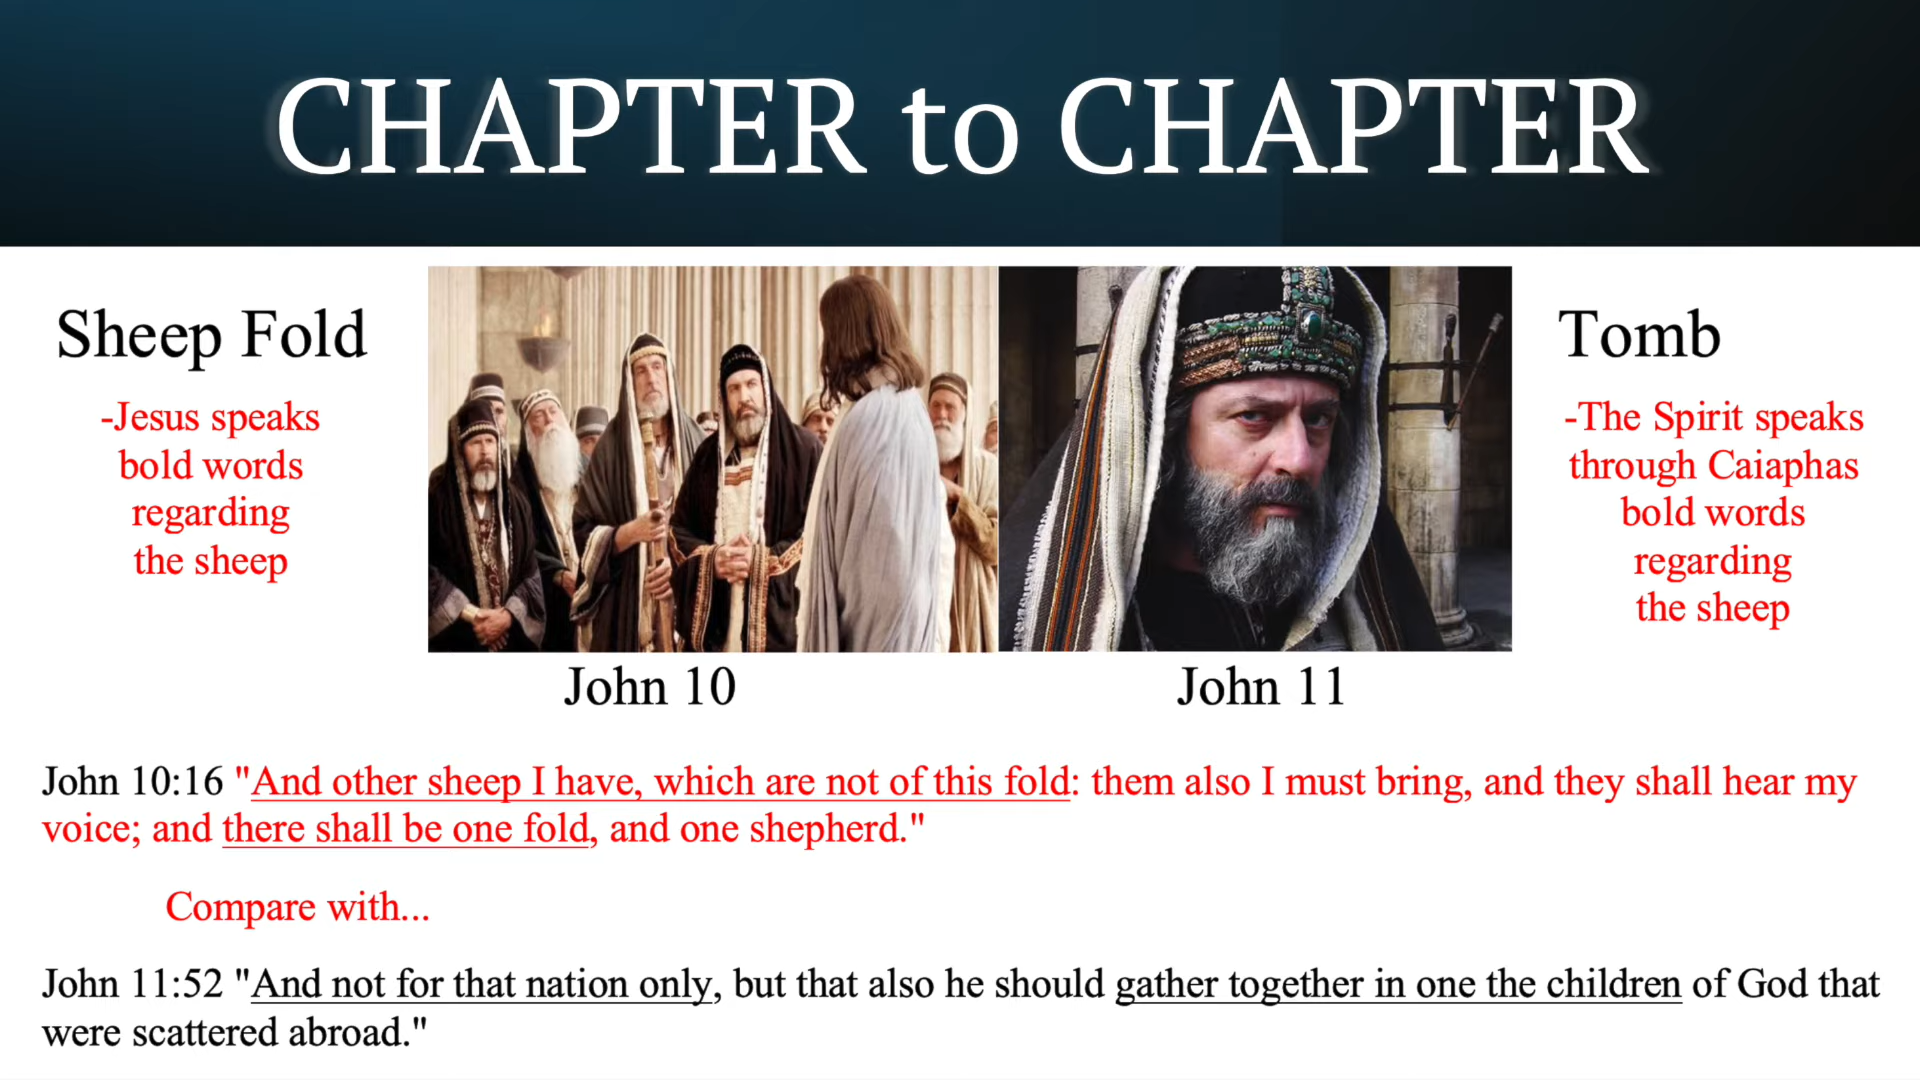 CHAPTER to CHAPTER
Sheep Fold
-Jesus speaks
bold words
regarding
the sheep
Tomb
-The Spirit speaks
through Caiaphas
bold words
regarding
the sheep
John 10
John 11
John 10:16 "And other sheep I have, which are not of this fold: them also I must bring, and they shall hear my
voice; and there shall be one fold, and one shepherd."
Compare with...
John 11:52 "And not for that nation only, but that also he should gather together in one the children of God that
were scattered abroad."